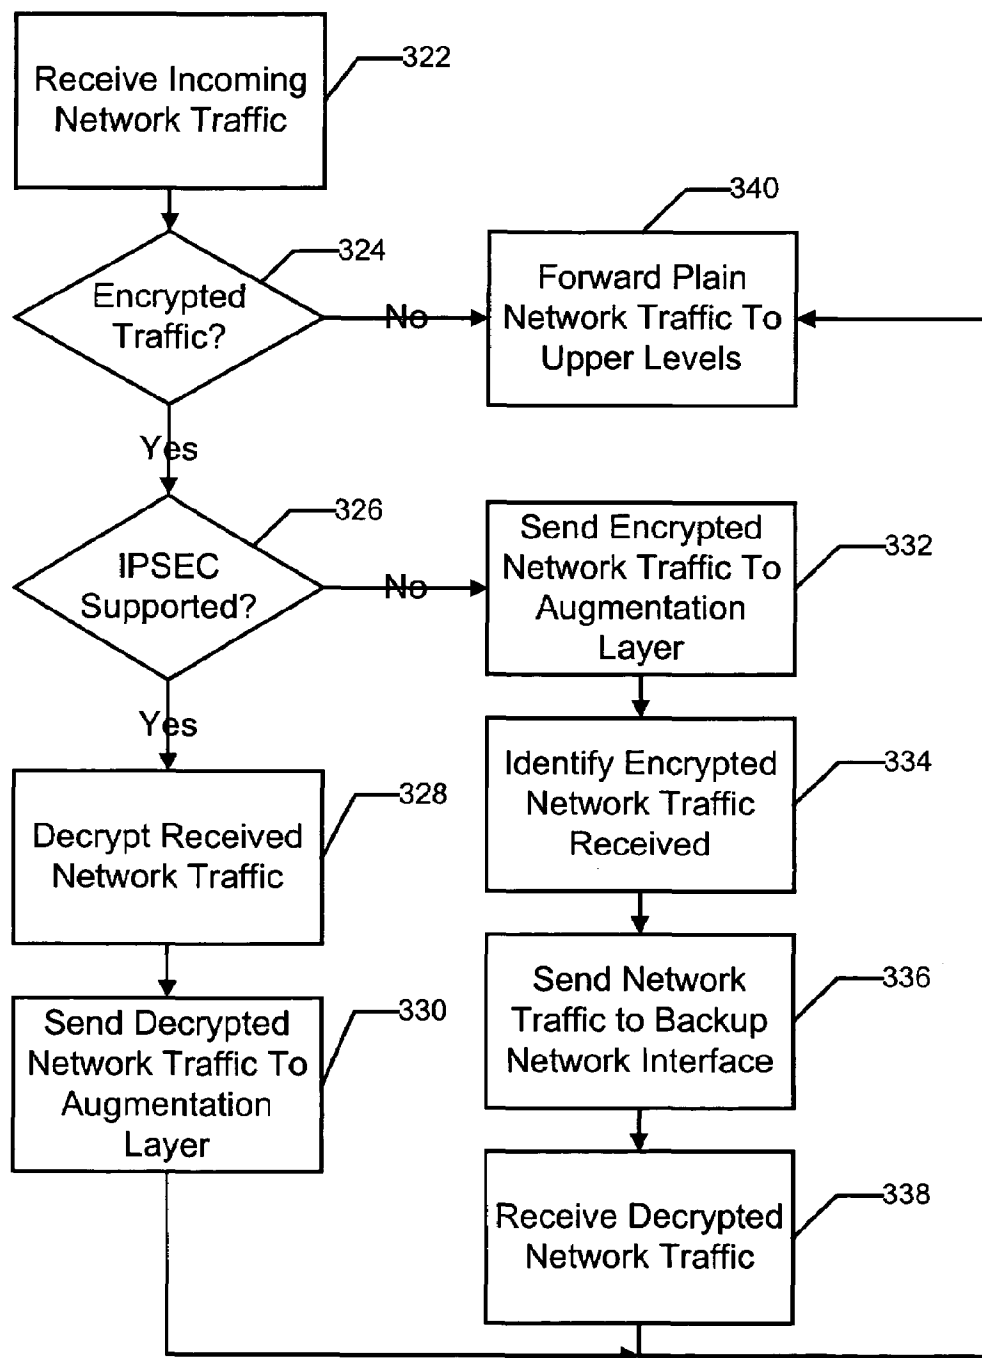 Receive Incoming
Network Traffic
322
Encrypted
Traffic?
324
No
Forward Plain
Network Traffic To
Upper Levels
340
Yes
IPSEC
Supported?
326
No
Send Encrypted
Network Traffic To
Augmentation
Layer
332
Yes
Identify Encrypted
Network Traffic
Received
334
Decrypt Received
Network Traffic
328
Send Network
Traffic to Backup
Network Interface
336
Send Decrypted
Network Traffic To
Augmentation
Layer
330
Receive Decrypted
Network Traffic
338